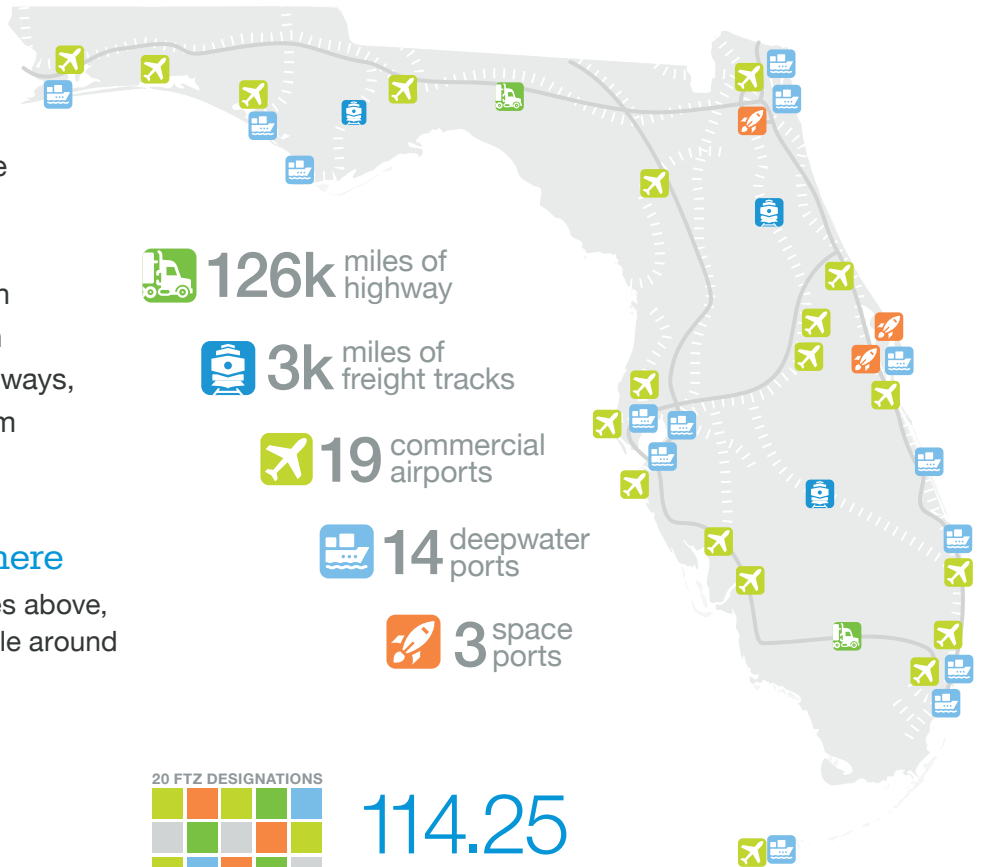 e
n
ways,
m
here
es above,
le around
126k miles of
highway
3k miles of
freight tracks
19 commercial
airports
14 deepwater
ports
3 space
ports
20 FTZ DESIGNATIONS
114.25